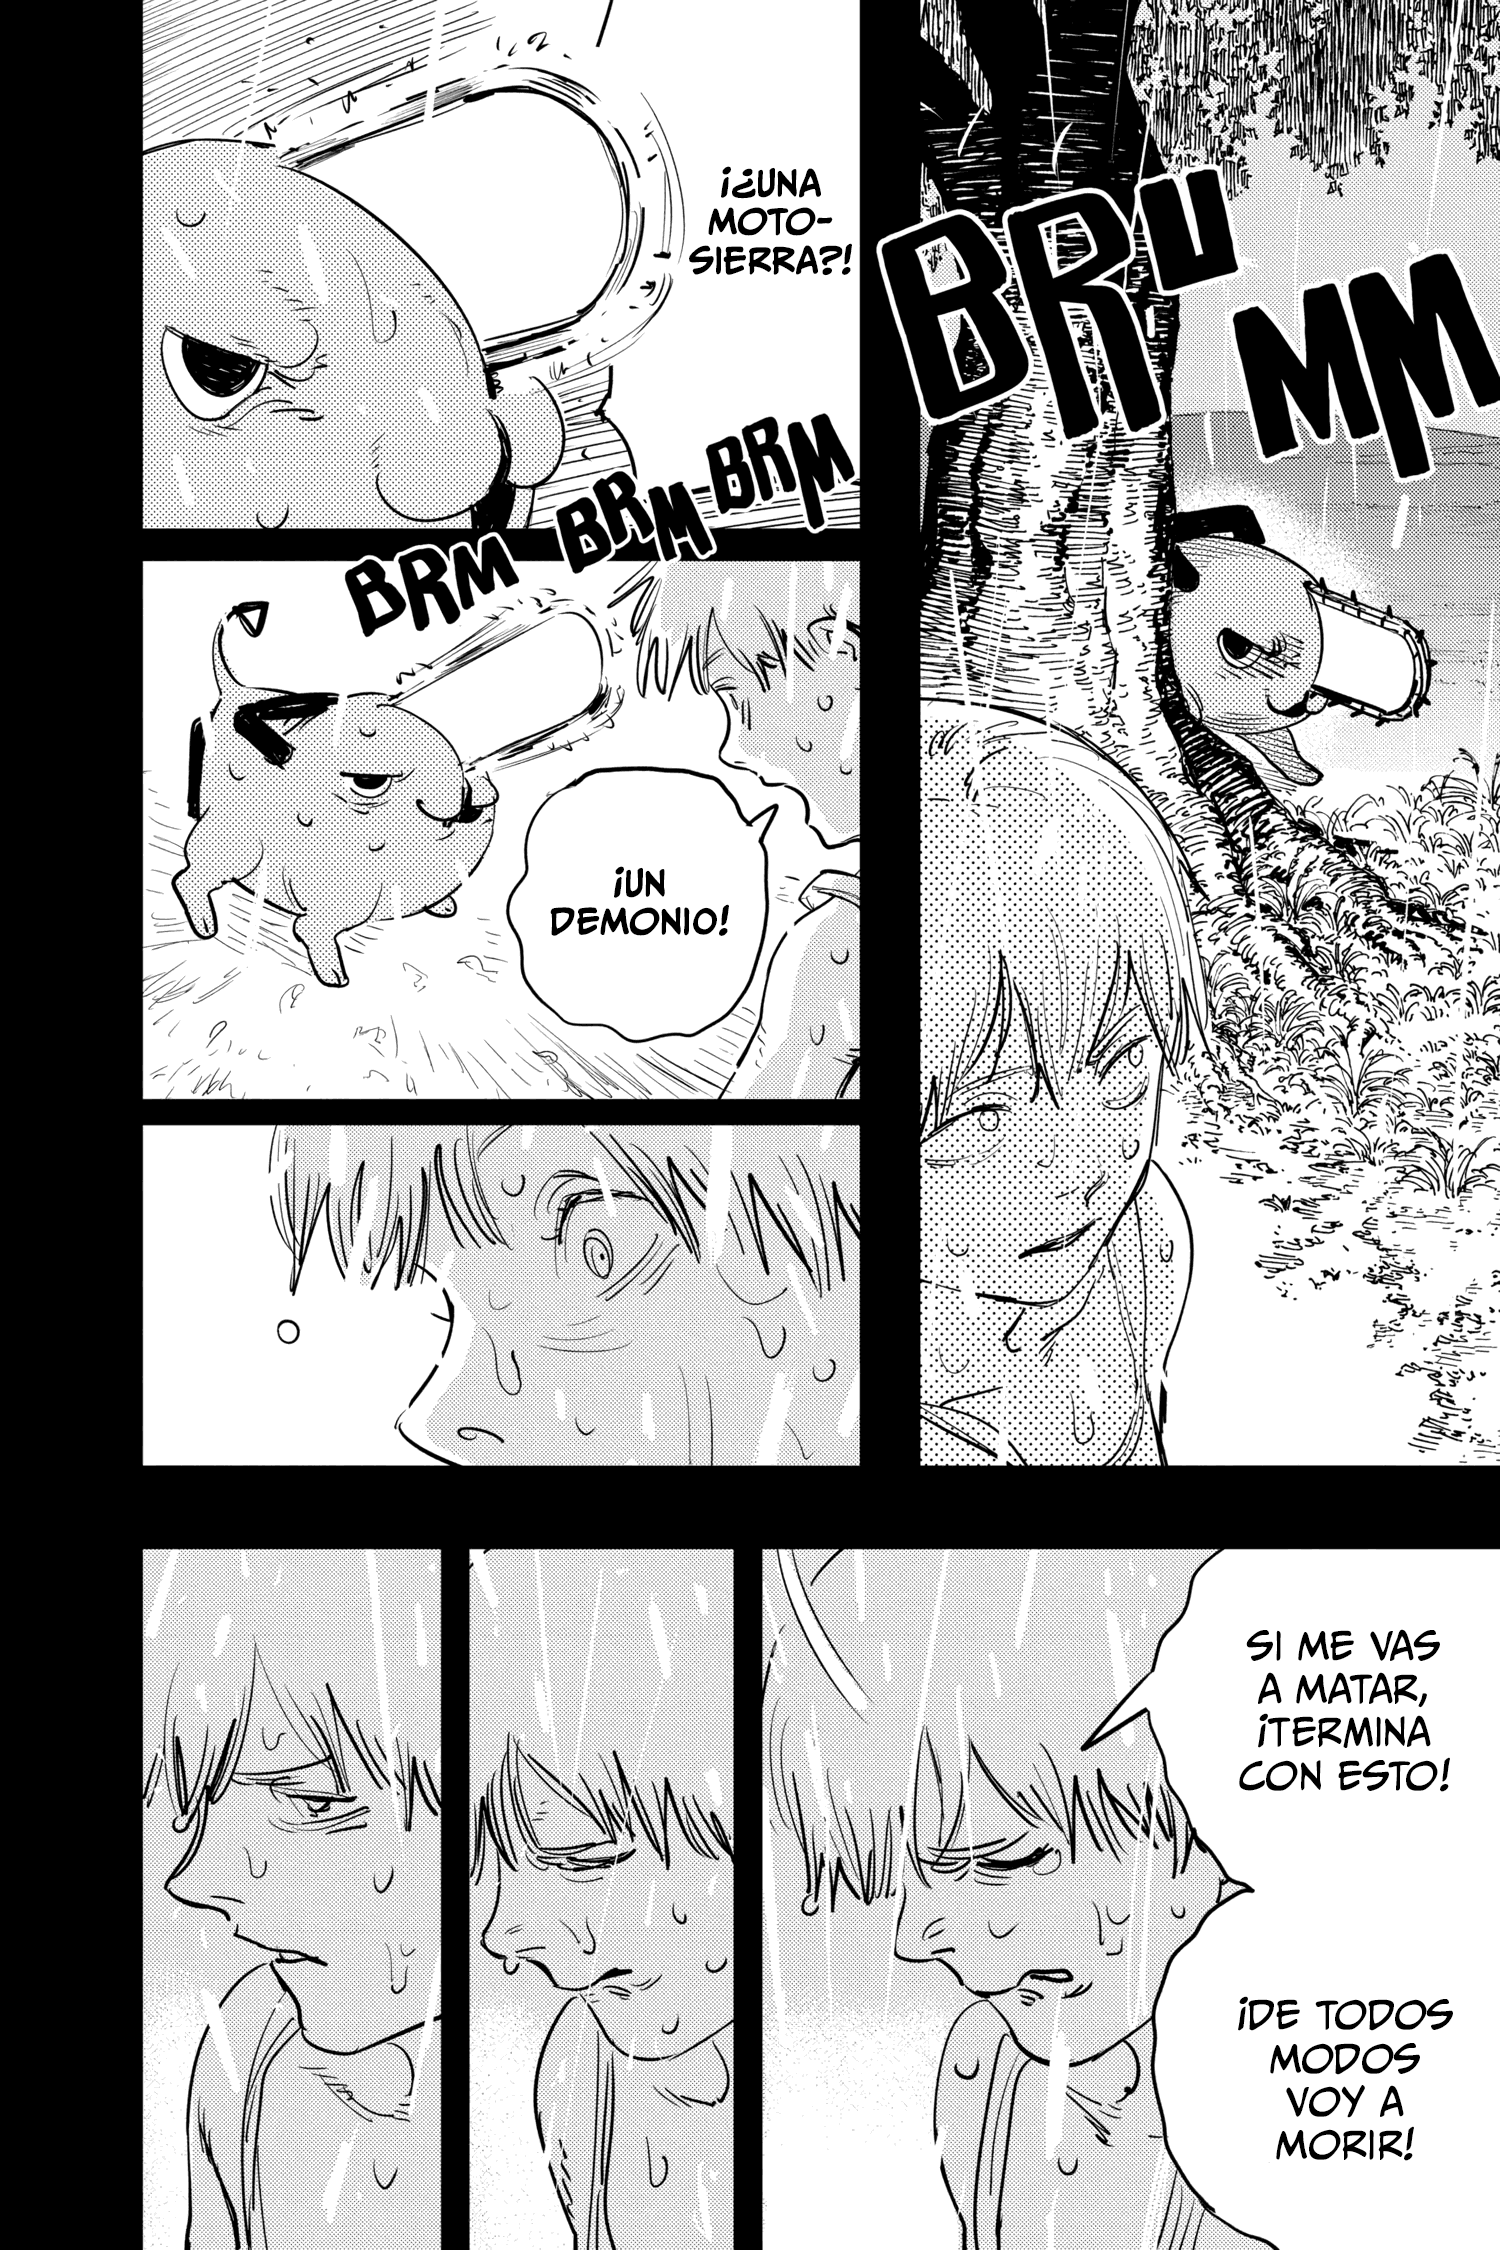 BRUMM
¡¿UNA
MOTO-
SIERRA?!
BRM BRM BRM
¡UN
DEMONIO!
SI ME VAS
A MATAR,
¡TERMINA
CON ESTO!
¡DE TODOS
MODOS
VOY A
MORIR!